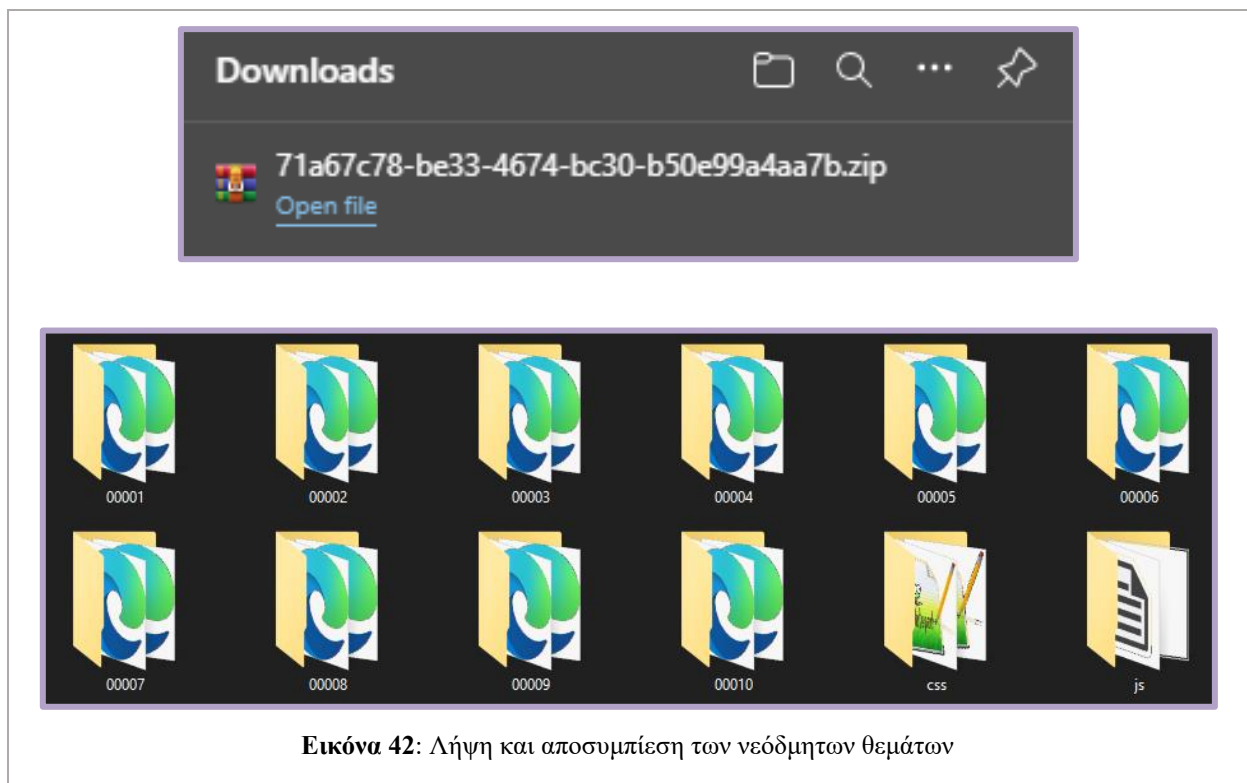 Downloads
71a67c78-be33-4674-bc30-b50e99a4aa7b.zip
Open file
00001 00002 00003 00004 00005 00006
00007 00008 00009 00010 css js
Εικόνα 42: Λήψη και αποσυμπίεση των νεόδμητων θεμάτων